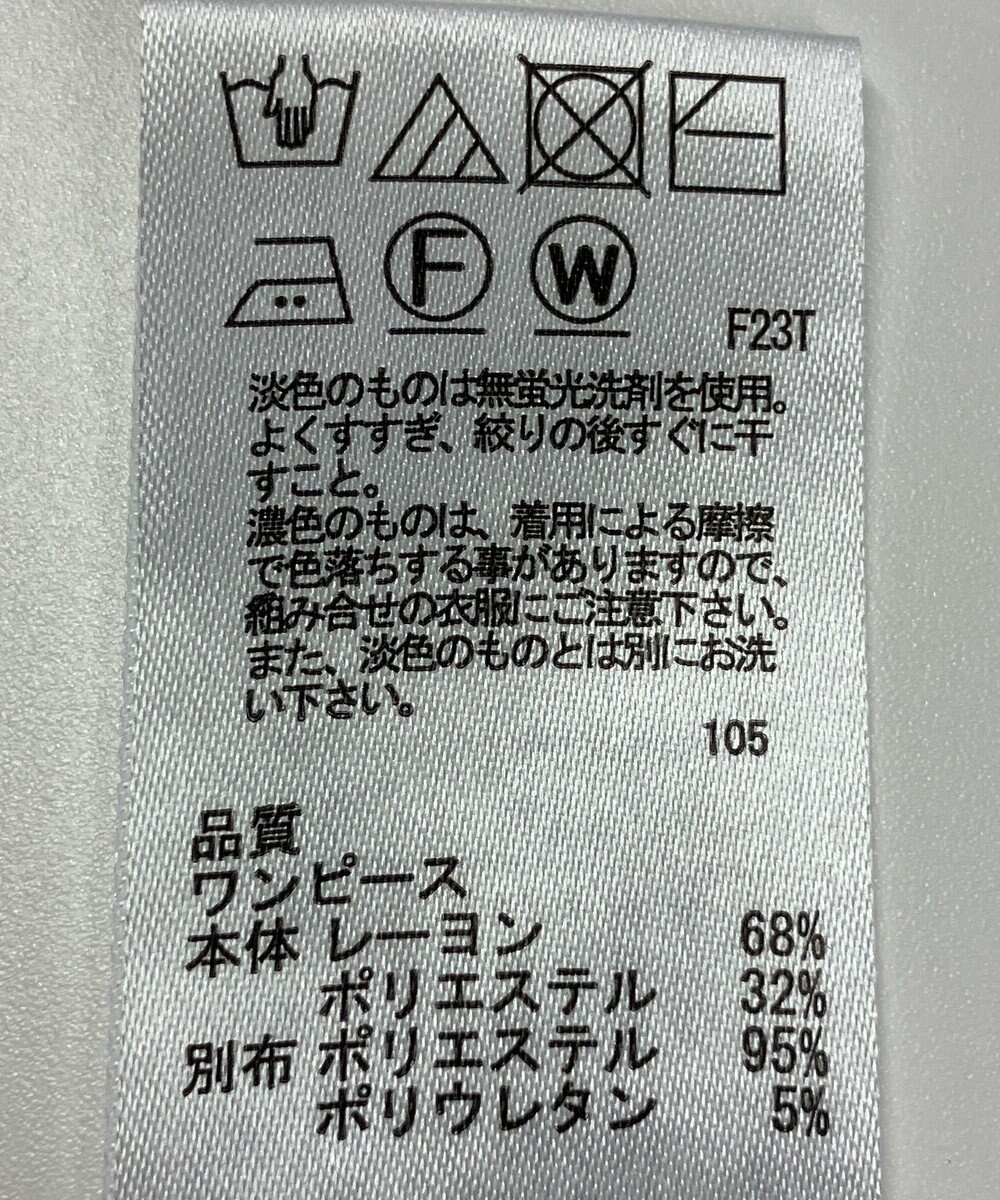 F W
F23T
淡色のものは無蛍光洗剤を使用。
よくすすぎ、絞りの後すぐに干
すこと。
濃色のものは、着用による摩擦
で色落ちする事がありますので、
組み合せの衣服にご注意下さい。
また、淡色のものとは別にお洗
い下さい。
105
品質
ワンピース
本体 レーヨン 68%
ポリエステル 32%
別布 ポリエステル 95%
ポリウレタン 5%